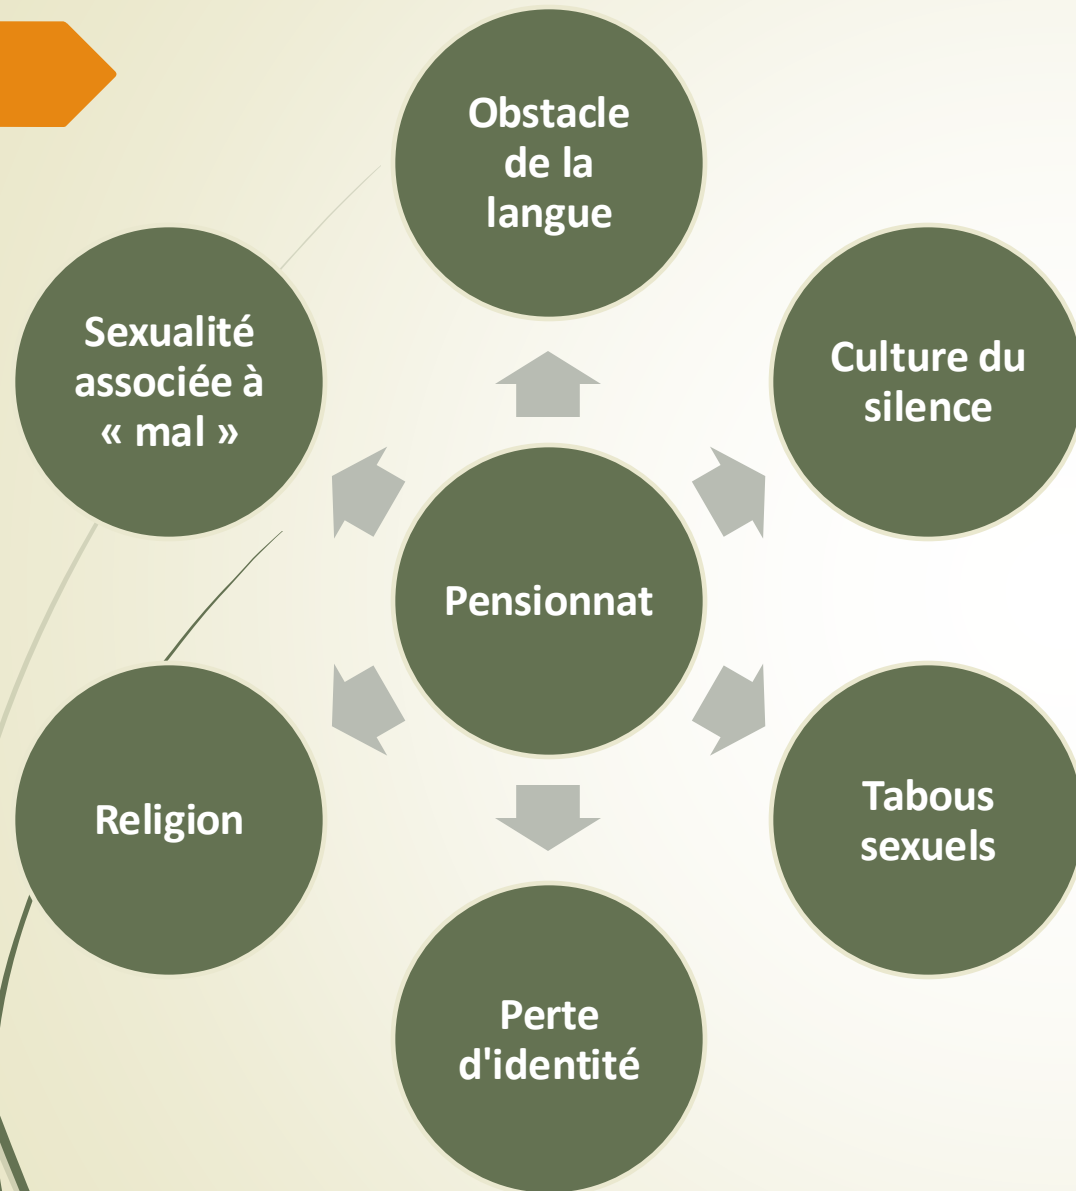 Obstacle
de la
langue
Sexualité
associée à
« mal »
Culture du
silence
Pensionnat
Religion
Tabous
sexuels
Perte
d'identité